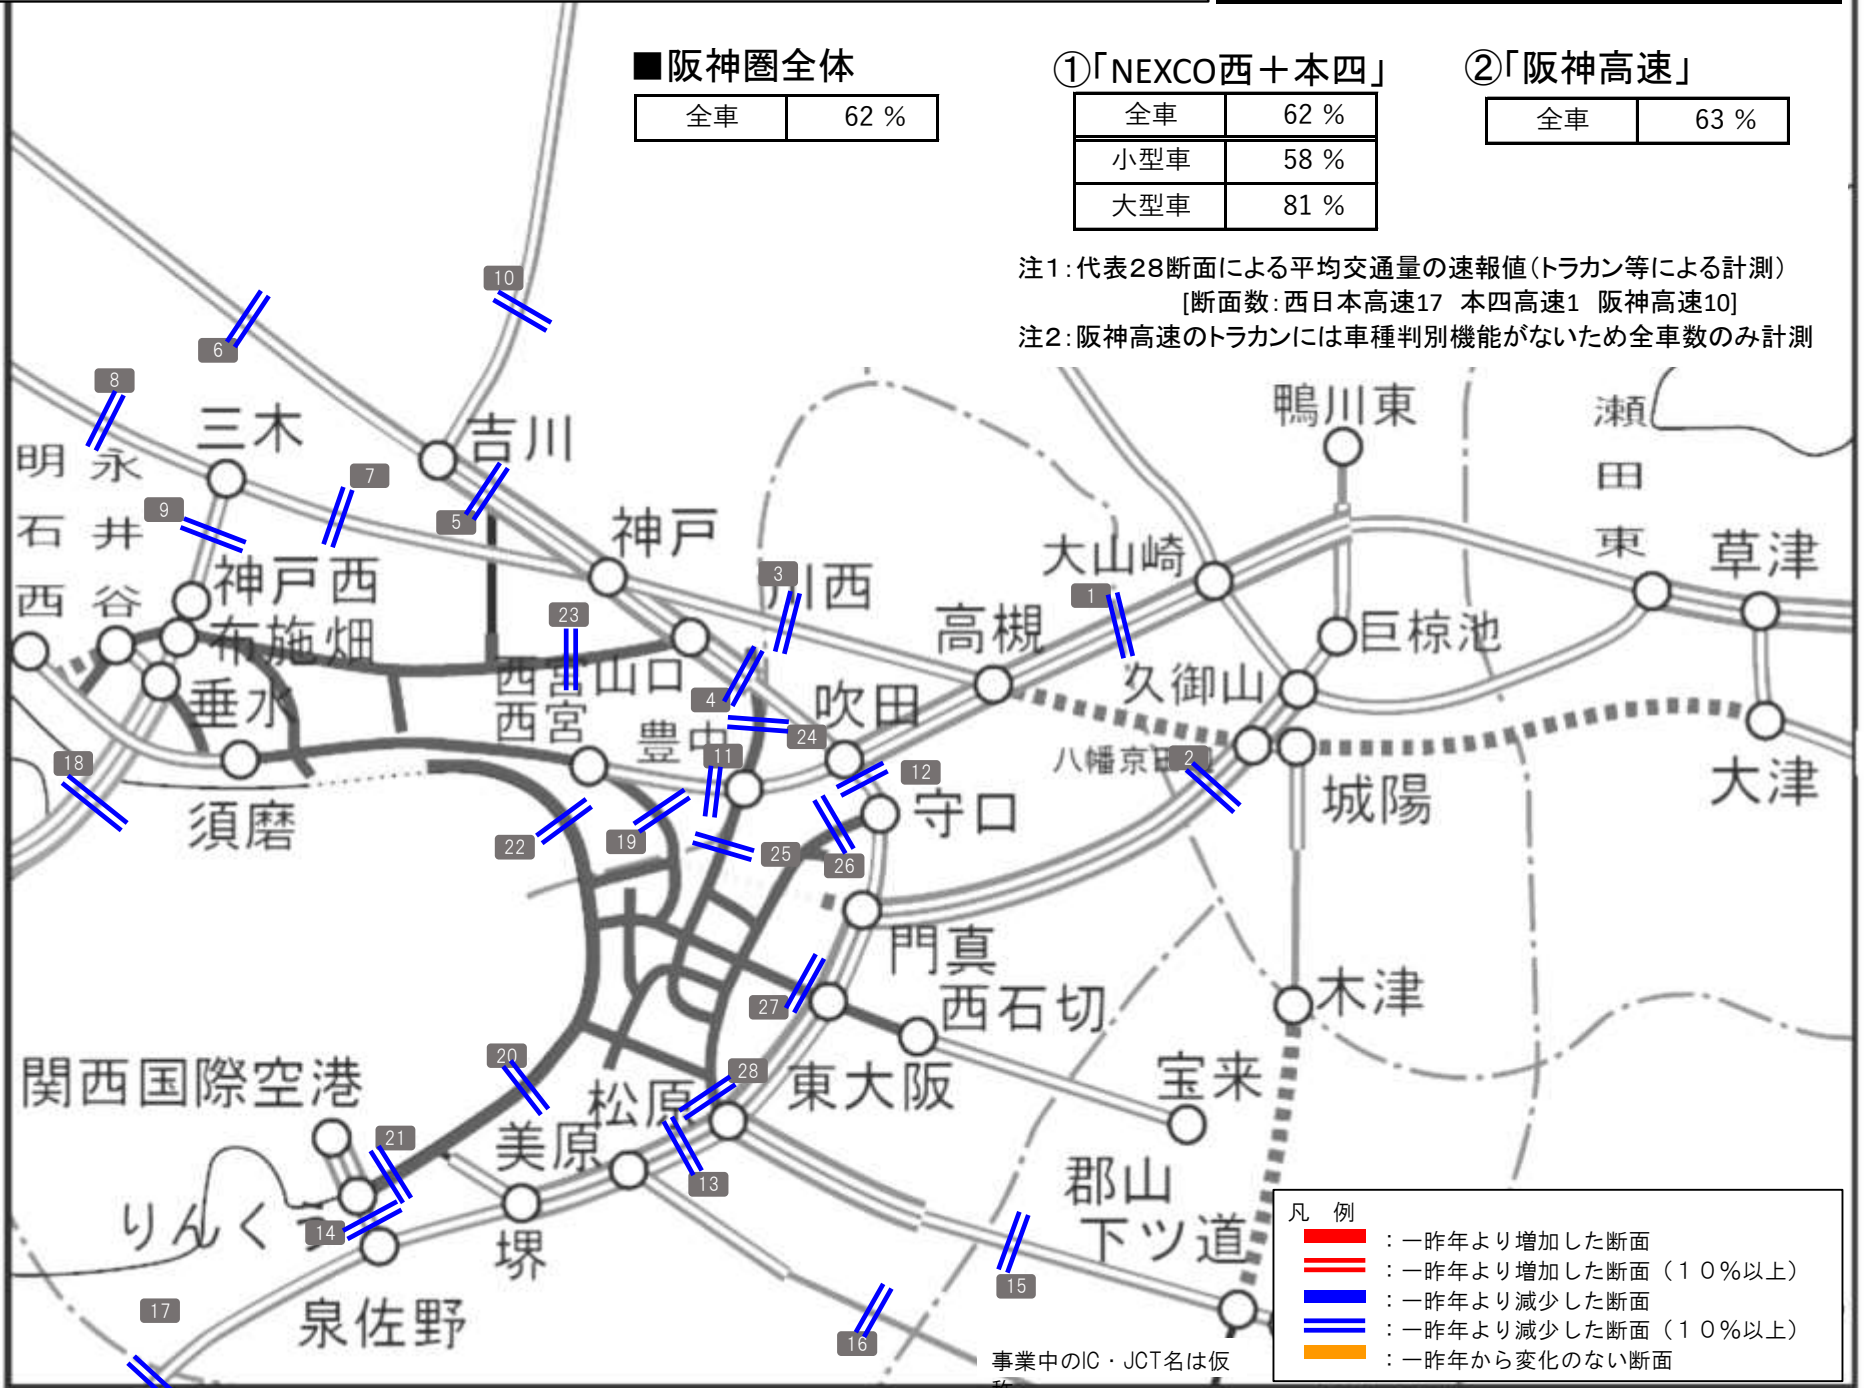 ■阪神圏全体
全車 62 %
①「NEXCO西＋本四」
全車 62 %
小型車 58 %
大型車 81 %
②「阪神高速」
全車 63 %
注１：代表２８断面による平均交通量の速報値（トラカン等による計測）
[断面数：西日本高速17 本四高速1 阪神高速10]
注２：阪神高速のトラカンには車種判別機能がないため全車数のみ計測
10
6
8
三木
吉川
鴨川東
瀬田東
明石西
永井谷
7
9
5
神戸
大山崎
草津
神戸西
3
川西
1
高槻
23
布施畑
巨椋池
西宮山口
4
久御山
垂水
西宮
吹田
豊中
24
11
八幡京田
2
18
12
城陽
大津
須磨
守口
22
19
25
26
門真
27
西石切
木津
20
関西国際空港
28
松原
東大阪
宝来
21
美原
13
郡山下ツ道
りんくう
14
堺
15
17
泉佐野
16
事業中のIC・JCT名は仮
称
凡 例
：一昨年より増加した断面
：一昨年より増加した断面（１０％以上）
：一昨年より減少した断面
：一昨年より減少した断面（１０％以上）
：一昨年から変化のない断面